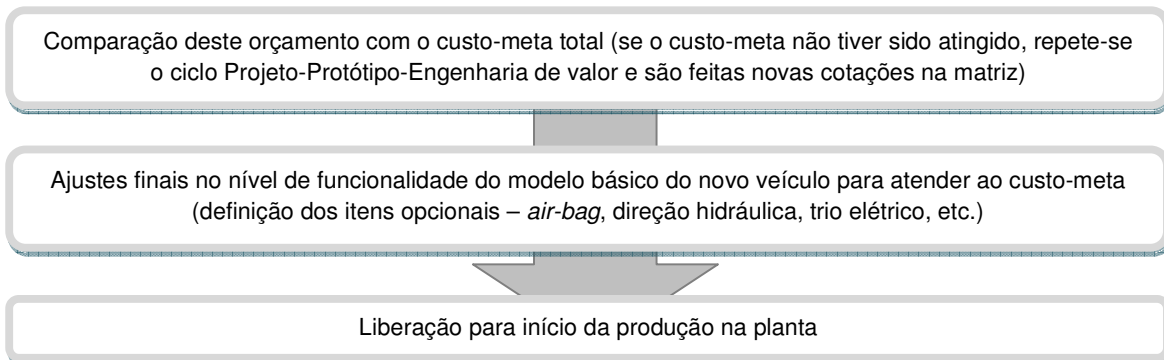 Comparação deste orçamento com o custo-meta total (se o custo-meta não tiver sido atingido, repete-se
o ciclo Projeto-Protótipo-Engenharia de valor e são feitas novas cotações na matriz)
Ajustes finais no nível de funcionalidade do modelo básico do novo veículo para atender ao custo-meta
(definição dos itens opcionais – air-bag, direção hidráulica, trio elétrico, etc.)
Liberação para início da produção na planta